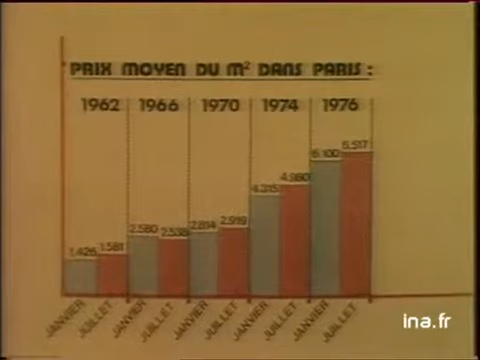 PRIX MOYEN DU M² DANS PARIS :
1962 1966 1970 1974 1976
1.426 1.581 2.580 2.538 2.814 2.919 4.315 4.980 6.100 6.517
JANVIER JUILLET JANVIER JUILLET JANVIER JUILLET JANVIER JUILLET JANVIER JUILLET
ina.fr